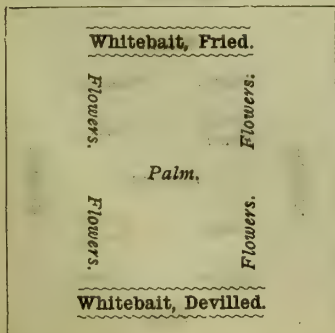 Whitebait, Fried.
Flowers.
Flowers.
Palm.
Flowers.
Flowers.
Whitebait, Devilled.